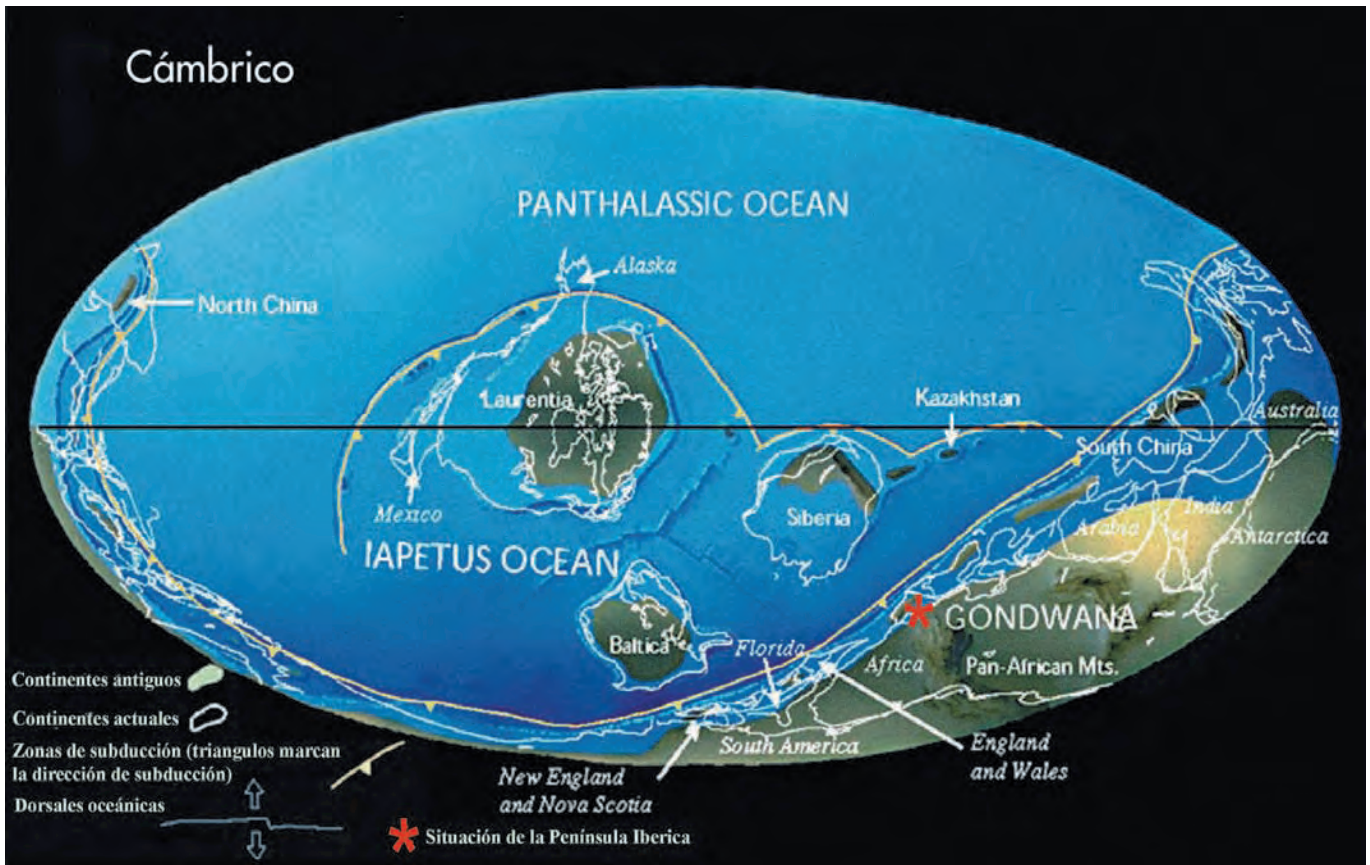 Cámbrico
PANTHALASSIC OCEAN
Alaska
North China
Laurentia
Kazakhstan
Australia
South China
Mexico
Siberia
India
Arabia
Antarctica
IAPETUS OCEAN
GONDWANA
Baltica
Florida
Africa
Pan-African Mts.
South America
England
and Wales
New England
and Nova Scotia
Continentes antiguos
Continentes actuales
Zonas de subducción (triangulos marcan
la dirección de subducción)
Dorsales oceánicas
Situación de la Península Iberica